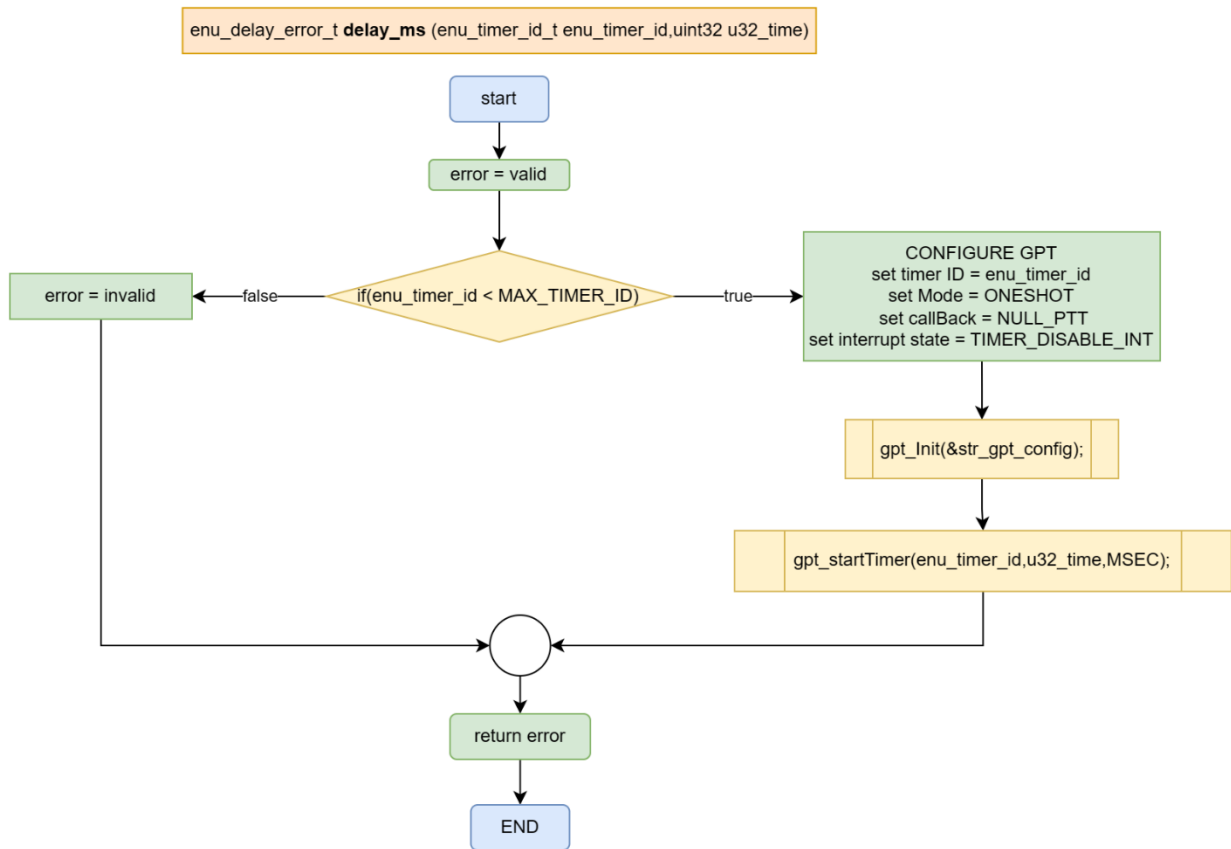 enu_delay_error_t delay_ms (enu_timer_id_t enu_timer_id,uint32 u32_time)
start
error = valid
if(enu_timer_id < MAX_TIMER_ID)
false
true
error = invalid
CONFIGURE GPT
set timer ID = enu_timer_id
set Mode = ONESHOT
set callBack = NULL_PTT
set interrupt state = TIMER_DISABLE_INT
gpt_Init(&str_gpt_config);
gpt_startTimer(enu_timer_id,u32_time,MSEC);
return error
END